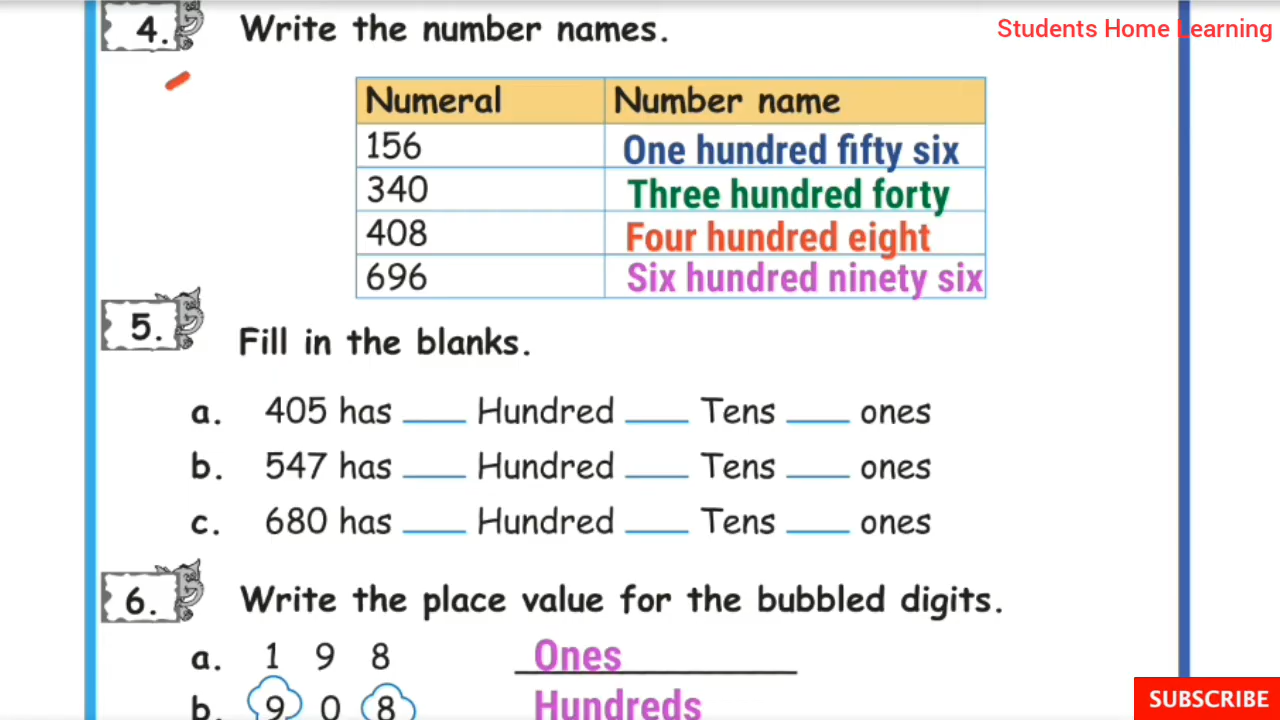 Students Home Learning
4. Write the number names.
Numeral Number name
156 One hundred fifty six
340 Three hundred forty
408 Four hundred eight
696 Six hundred ninety six
5. Fill in the blanks.
a. 405 has ____ Hundred ____ Tens ____ ones
b. 547 has ____ Hundred ____ Tens ____ ones
c. 680 has ____ Hundred ____ Tens ____ ones
6. Write the place value for the bubbled digits.
a. 1 9 8 Ones
b. 9 0 8 Hundreds
SUBSCRIBE